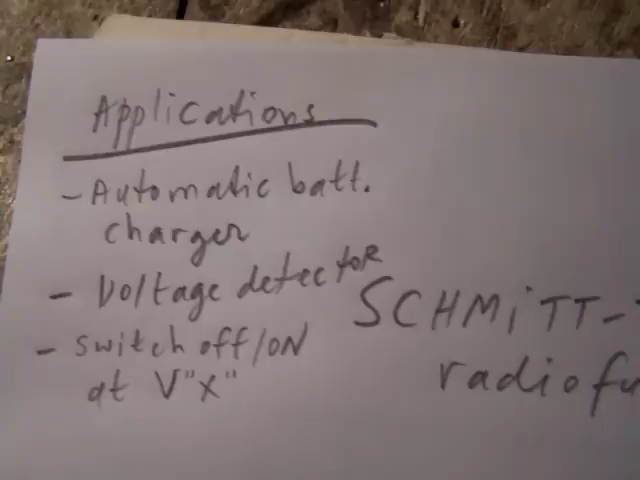 Applications
- Automatic batt.
charger
- Voltage detector
- switch off/ON
at V"x"
SCHMiTT-
radiofu